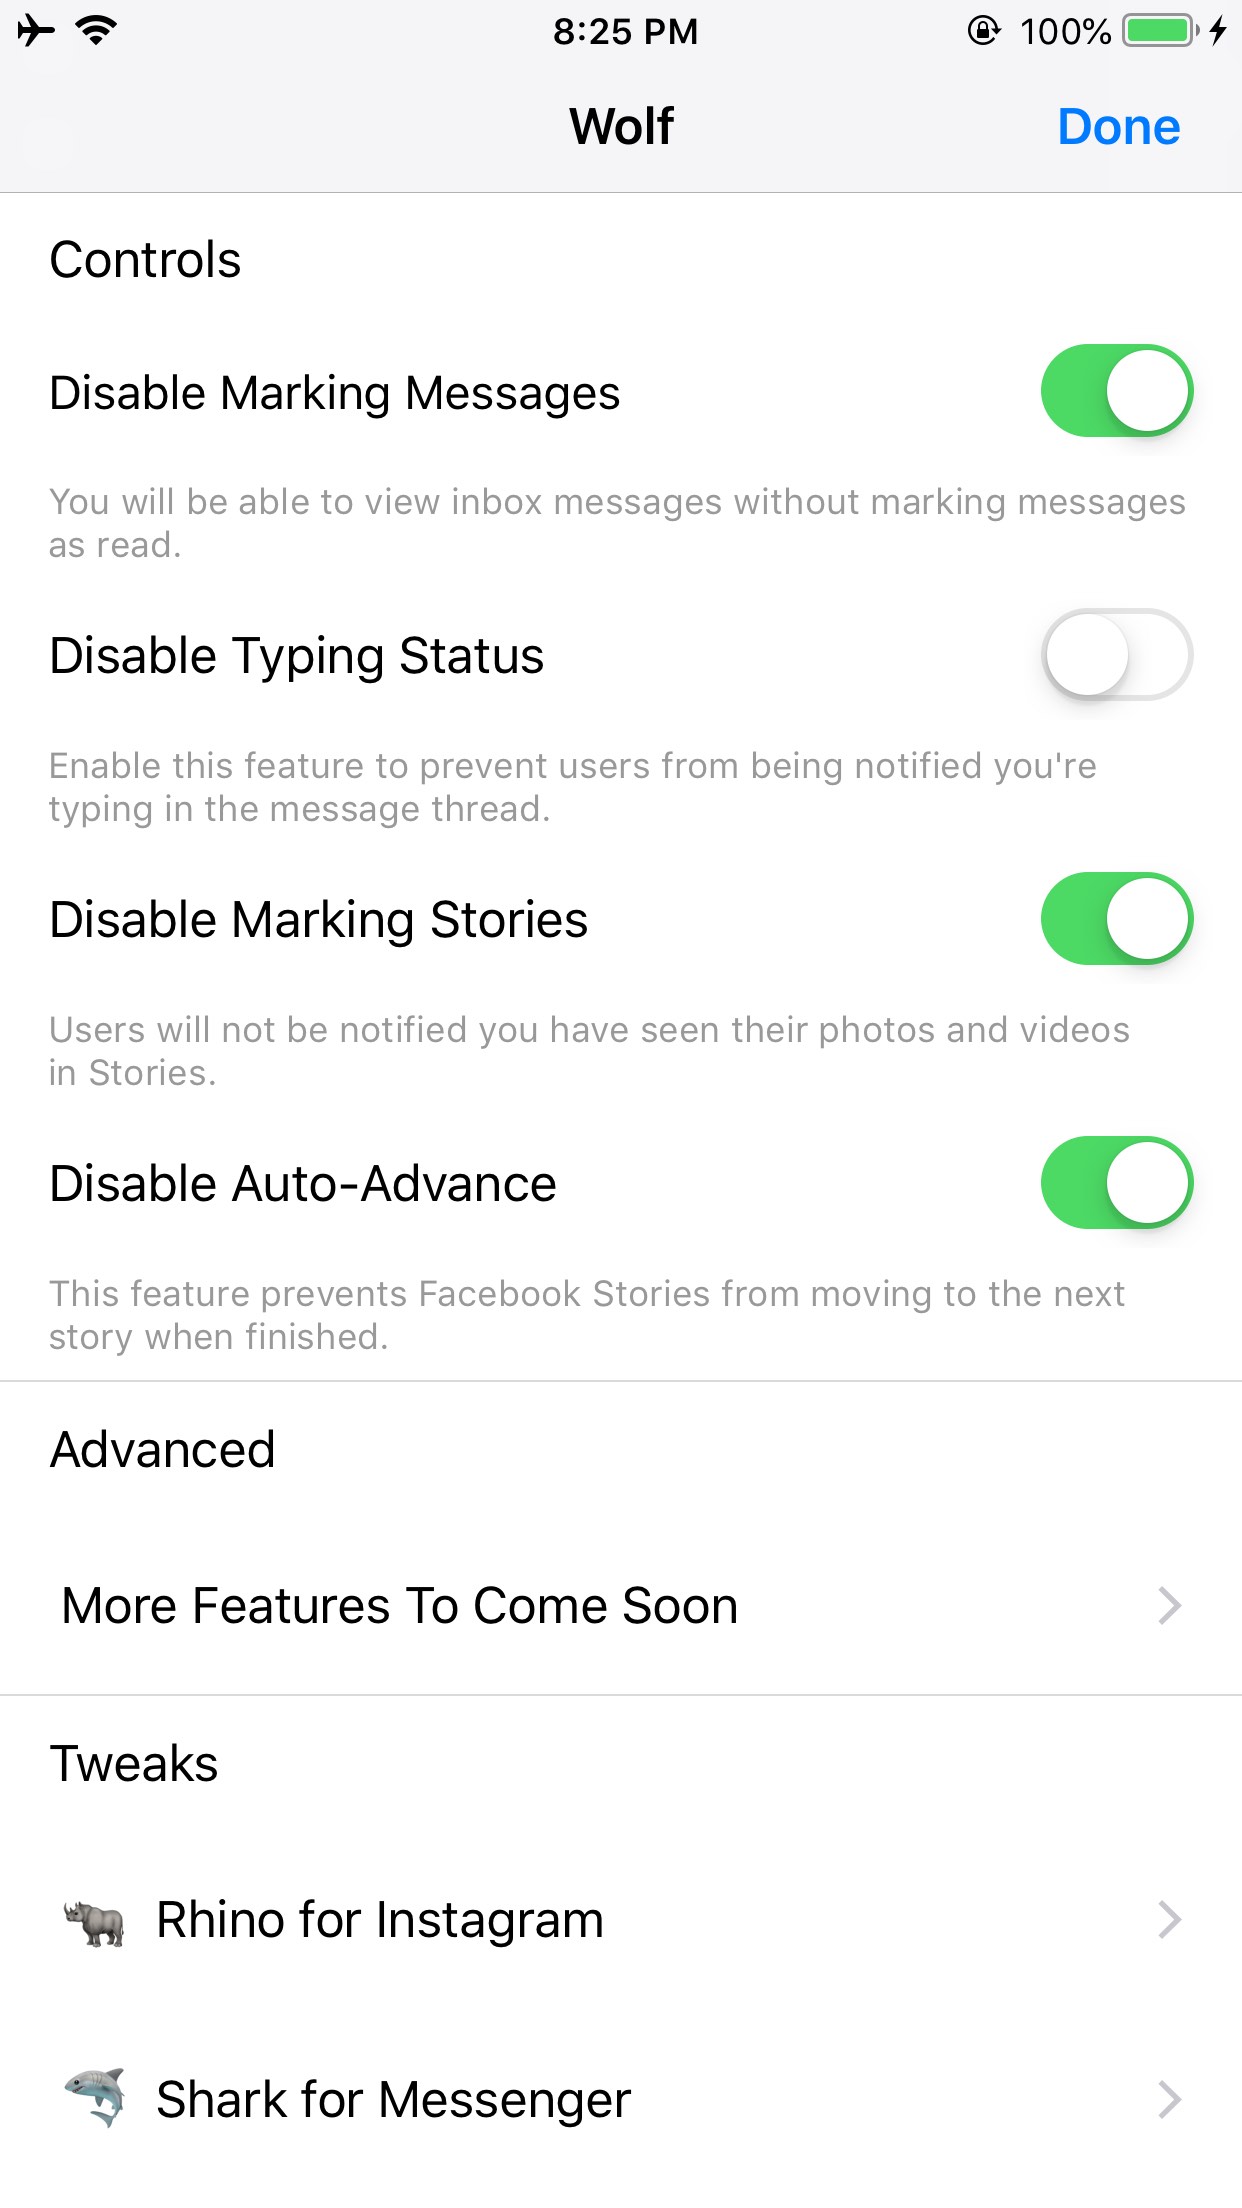 8:25 PM
100%
Wolf
Done
Controls
Disable Marking Messages
You will be able to view inbox messages without marking messages
as read.
Disable Typing Status
Enable this feature to prevent users from being notified you're
typing in the message thread.
Disable Marking Stories
Users will not be notified you have seen their photos and videos
in Stories.
Disable Auto-Advance
This feature prevents Facebook Stories from moving to the next
story when finished.
Advanced
More Features To Come Soon
Tweaks
Rhino for Instagram
Shark for Messenger